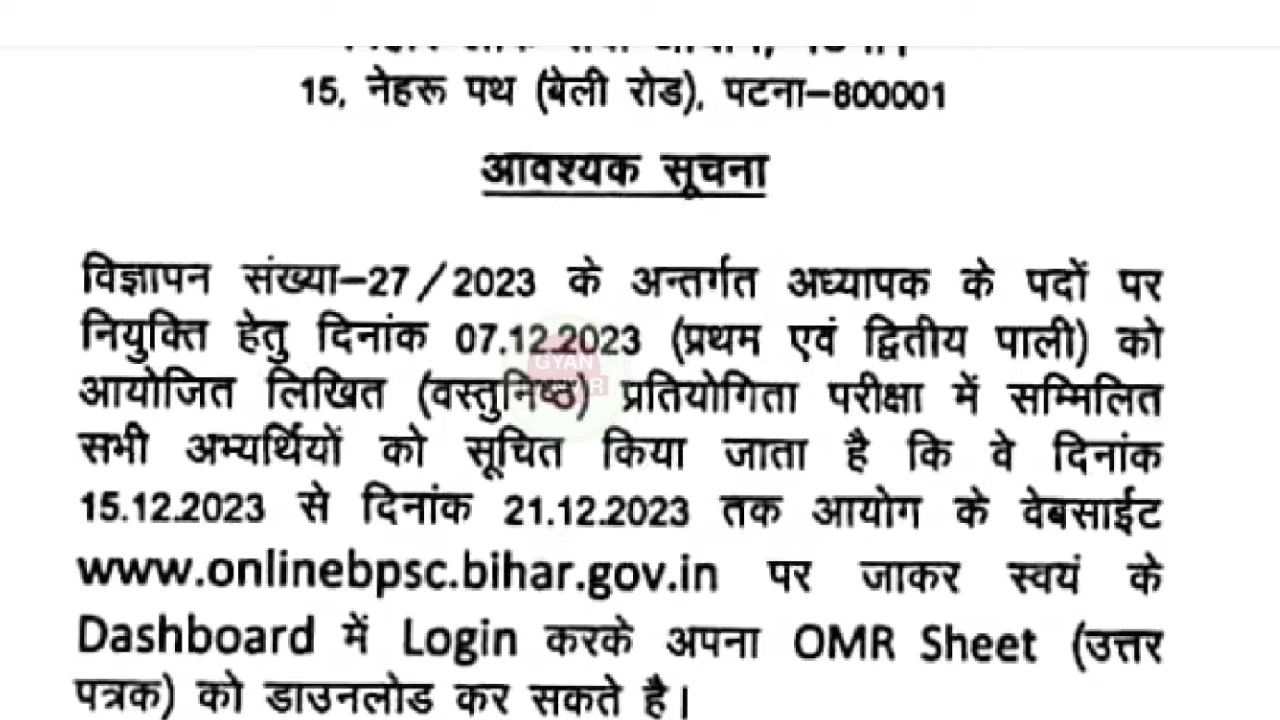 15, नेहरू पथ (बेली रोड), पटना–800001
आवश्यक सूचना
विज्ञापन संख्या–27/2023 के अन्तर्गत अध्यापक के पदों पर
नियुक्ति हेतु दिनांक 07.12.2023 (प्रथम एवं द्वितीय पाली) को
आयोजित लिखित (वस्तुनिष्ठ) प्रतियोगिता परीक्षा में सम्मिलित
सभी अभ्यर्थियों को सूचित किया जाता है कि वे दिनांक
15.12.2023 से दिनांक 21.12.2023 तक आयोग के वेबसाईट
www.onlinebpsc.bihar.gov.in पर जाकर स्वयं के
Dashboard में Login करके अपना OMR Sheet (उत्तर
पत्रक) को डाउनलोड कर सकते है।
GYAN